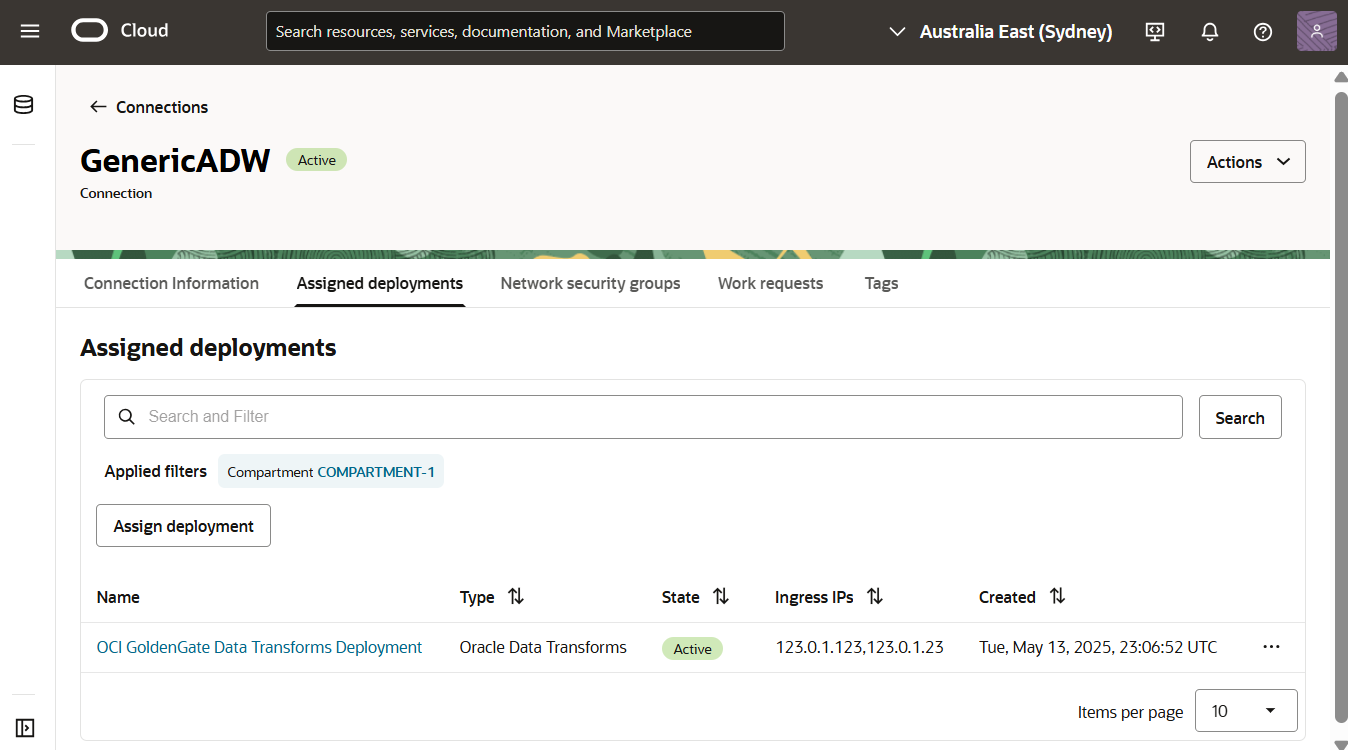 Cloud
Search resources, services, documentation, and Marketplace
Australia East (Sydney)
Connections
GenericADW Active
Connection
Actions
Connection Information Assigned deployments Network security groups Work requests Tags
Assigned deployments
Search and Filter
Search
Applied filters Compartment COMPARTMENT-1
Assign deployment
Name Type State Ingress IPs Created
OCI GoldenGate Data Transforms Deployment Oracle Data Transforms Active 123.0.1.123,123.0.1.23 Tue, May 13, 2025, 23:06:52 UTC
Items per page 10